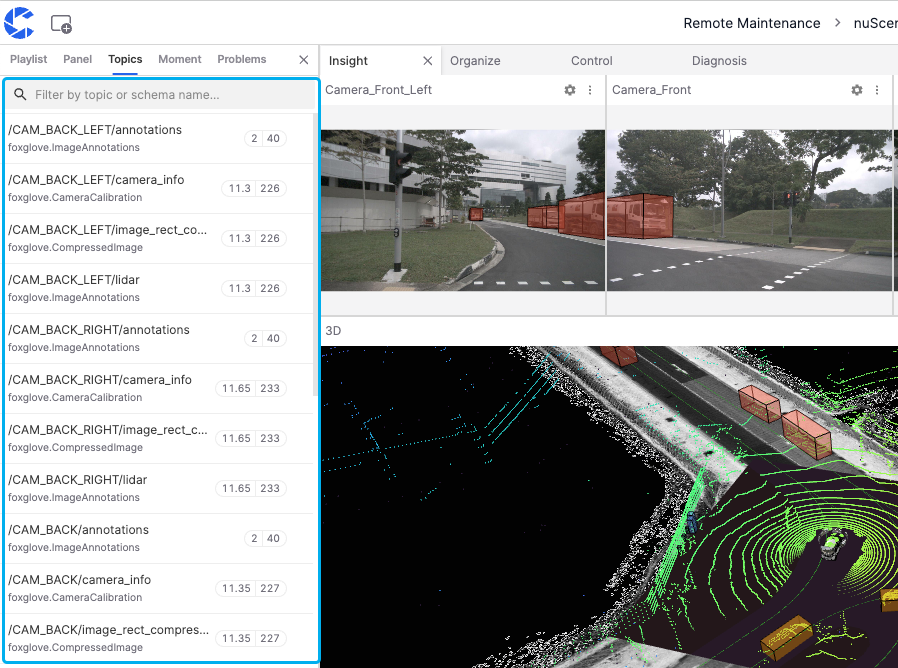 Remote Maintenance > nuScen
Playlist Panel Topics Moment Problems
Insight Organize Control Diagnosis
Filter by topic or schema name...
Camera_Front_Left
Camera_Front
/CAM_BACK_LEFT/annotations
foxglove.ImageAnnotations
2 40
/CAM_BACK_LEFT/camera_info
foxglove.CameraCalibration
11.3 226
/CAM_BACK_LEFT/image_rect_co...
foxglove.CompressedImage
11.3 226
/CAM_BACK_LEFT/lidar
foxglove.ImageAnnotations
11.3 226
/CAM_BACK_RIGHT/annotations
foxglove.ImageAnnotations
2 40
/CAM_BACK_RIGHT/camera_info
foxglove.CameraCalibration
11.65 233
/CAM_BACK_RIGHT/image_rect_c...
foxglove.CompressedImage
11.65 233
/CAM_BACK_RIGHT/lidar
foxglove.ImageAnnotations
11.65 233
/CAM_BACK/annotations
foxglove.ImageAnnotations
2 40
/CAM_BACK/camera_info
foxglove.CameraCalibration
11.35 227
/CAM_BACK/image_rect_compres...
foxglove.CompressedImage
11.35 227
3D